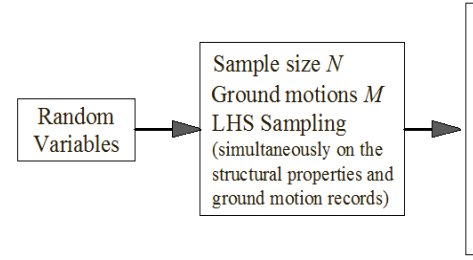 Random
Variables
Sample size N
Ground motions M
LHS Sampling
(simultaneously on the
structural properties and
ground motion records)